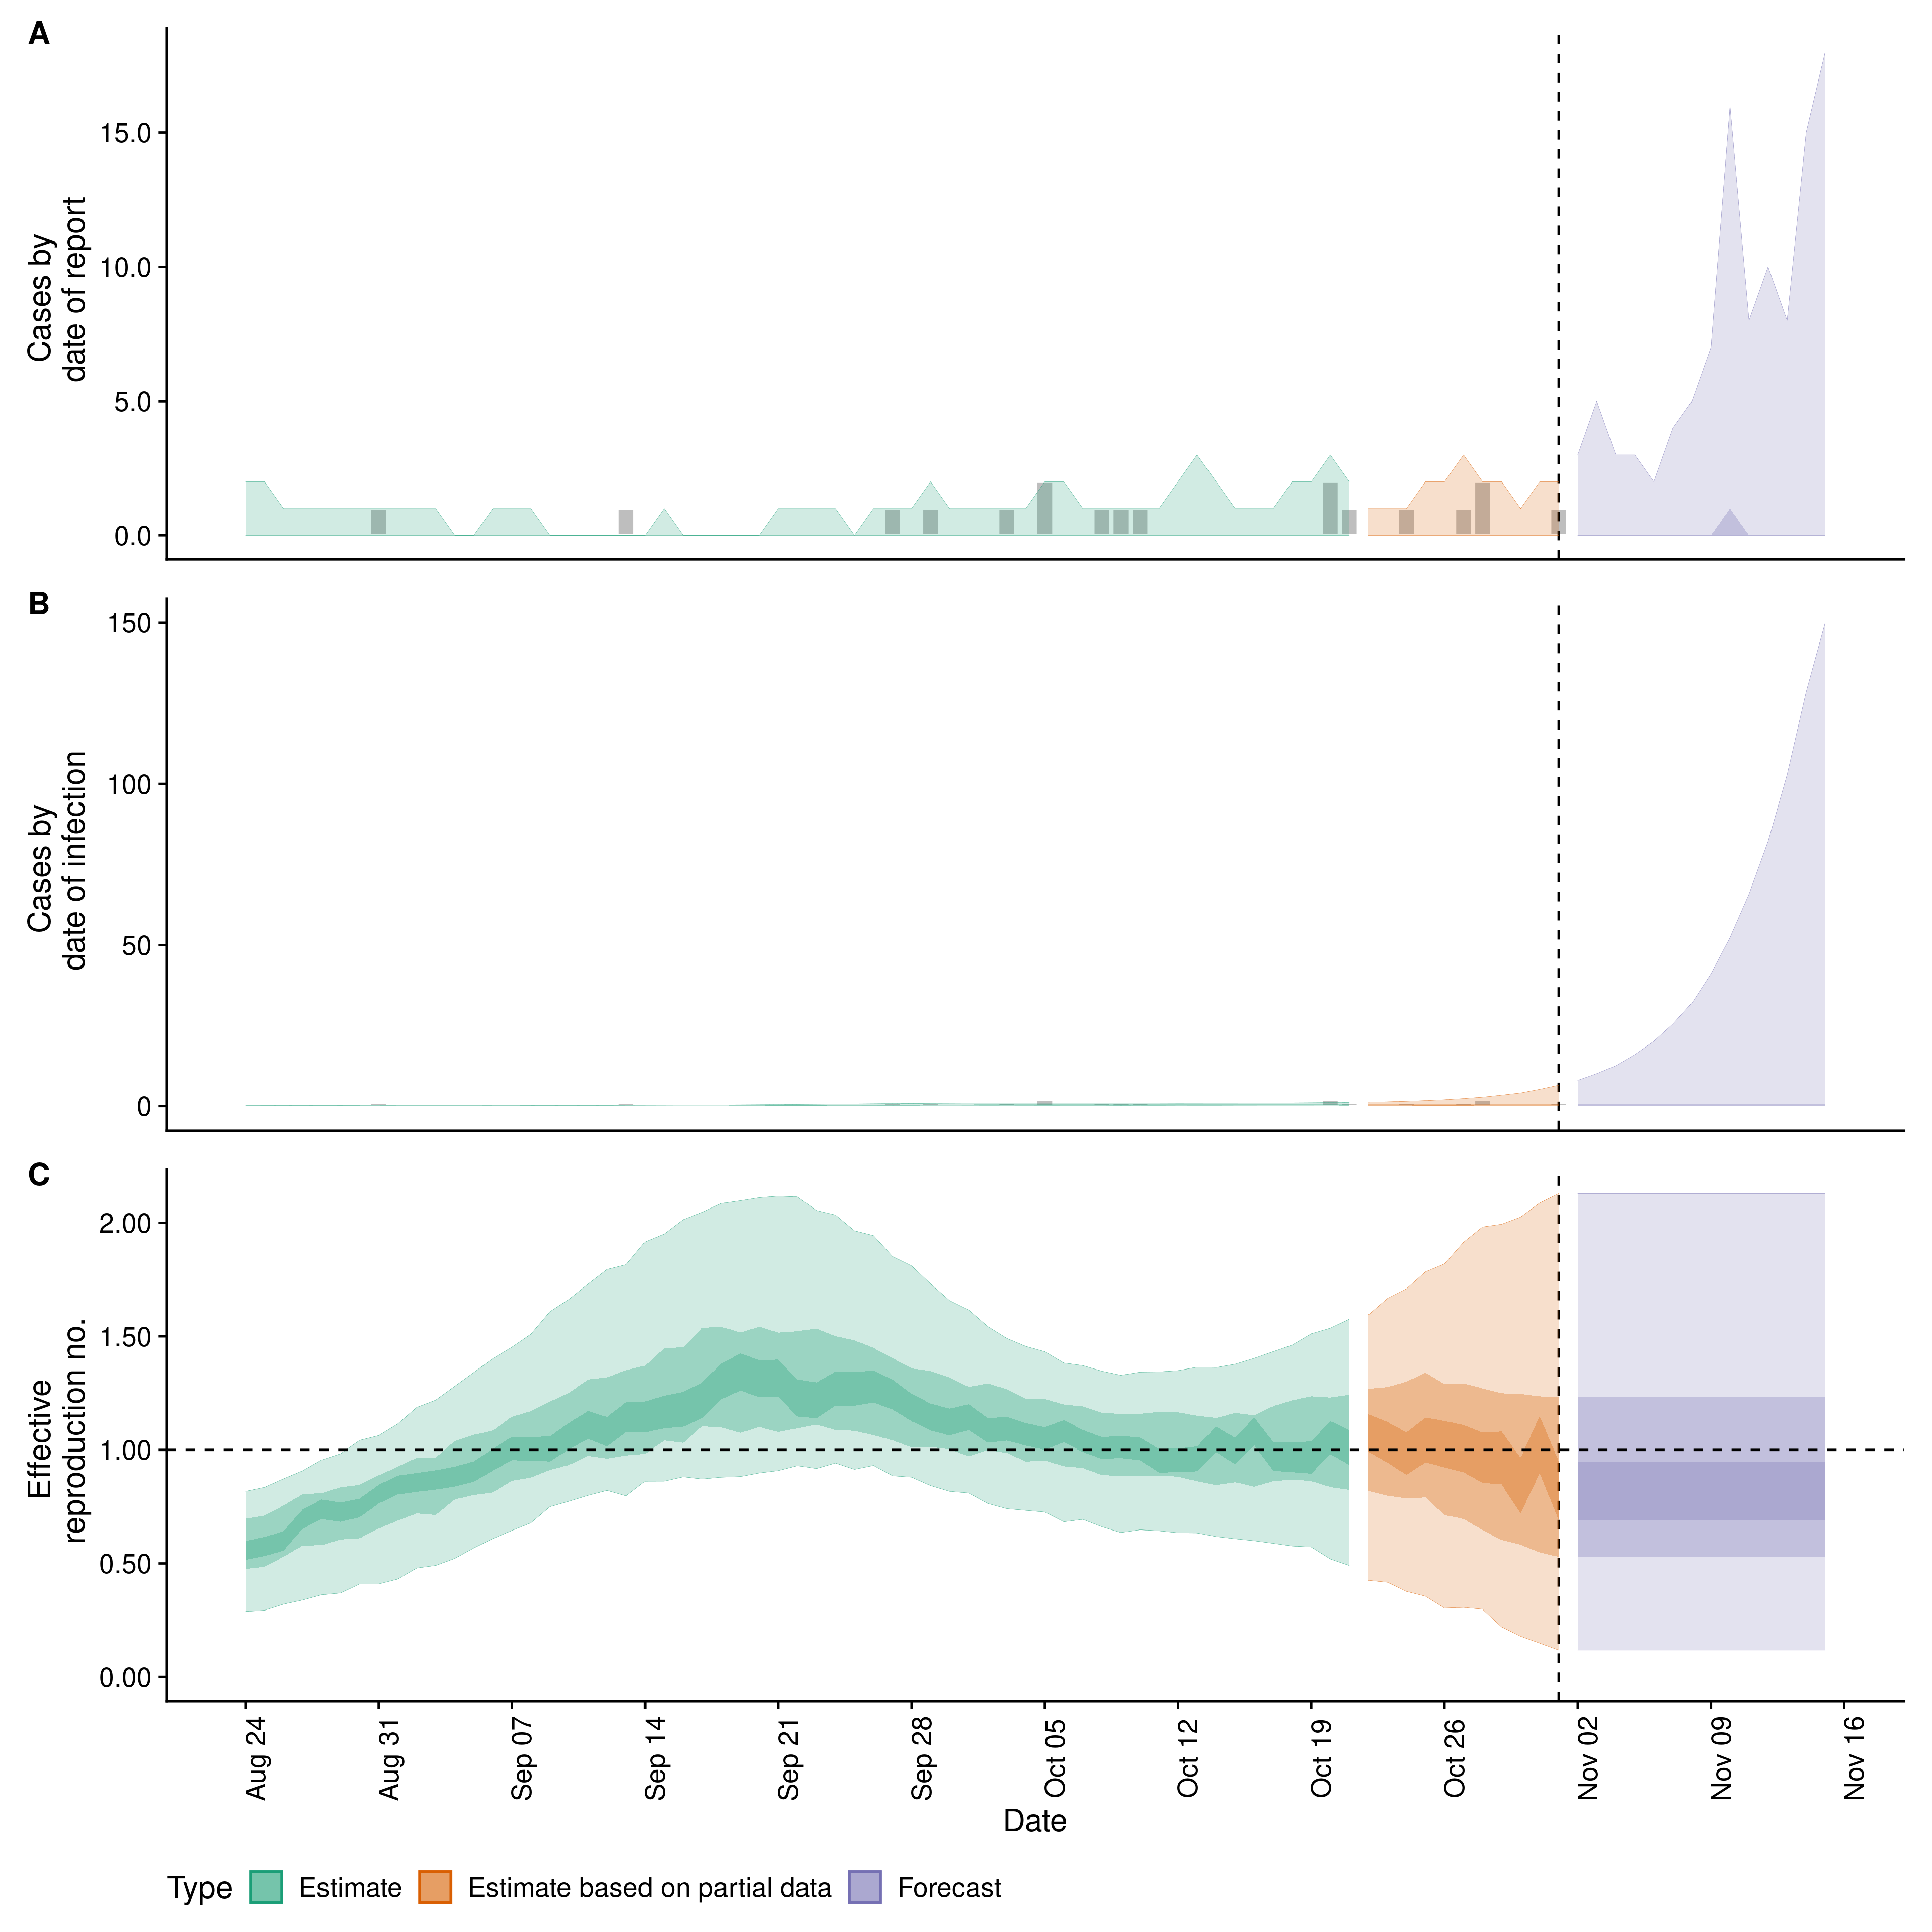 A
Cases by
date of report
15.0
10.0
5.0
0.0
B
Cases by
date of infection
150
100
50
0
C
Effective
reproduction no.
2.00
1.50
1.00
0.50
0.00
Aug 24
Aug 31
Sep 07
Sep 14
Sep 21
Sep 28
Oct 05
Oct 12
Oct 19
Oct 26
Nov 02
Nov 09
Nov 16
Date
Type Estimate Estimate based on partial data Forecast